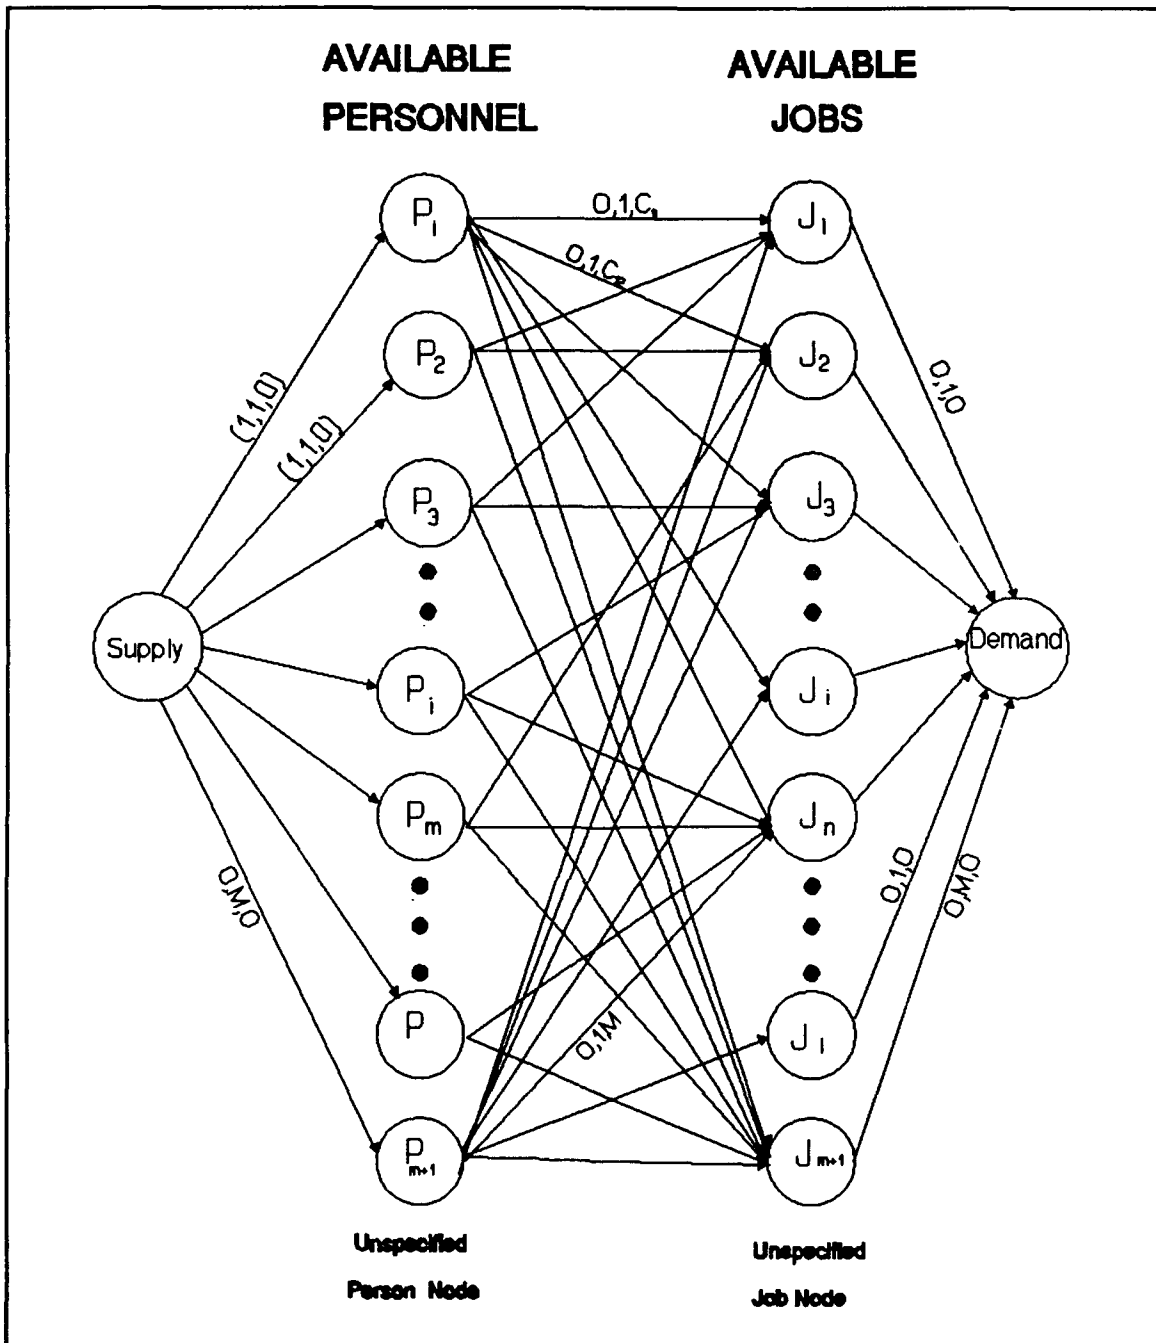 AVAILABLE
PERSONNEL
AVAILABLE
JOBS
P1
0,1,C1
J1
0,1,C2
P2
J2
(1,1,0)
(1,1,0)
0,1,0
P3
J3
Supply
Demand
Pi
Ji
Pm
Jn
0,M,0
0,1,0
0,M,0
P
0,1,M
Jl
Pm+1
Jm+1
Unspecified
Person Node
Unspecified
Job Node